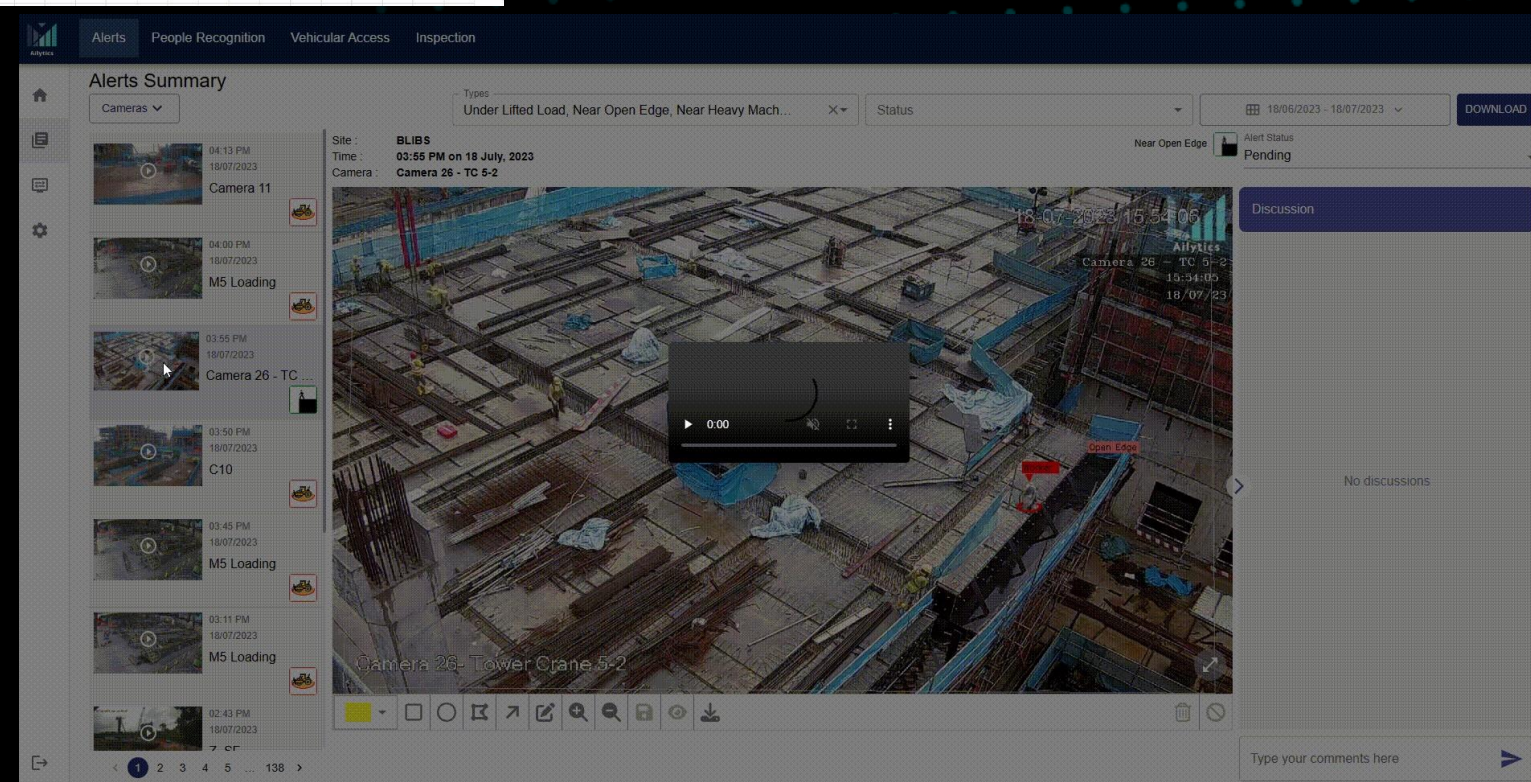 Ailytics
Alerts
People Recognition
Vehicular Access
Inspection
Alerts Summary
Cameras
Types
Under Lifted Load, Near Open Edge, Near Heavy Mach...
Status
18/06/2023 - 18/07/2023
DOWNLOAD
04:13 PM
18/07/2023
Camera 11
04:00 PM
18/07/2023
M5 Loading
03:55 PM
18/07/2023
Camera 26 - TC ...
03:50 PM
18/07/2023
C10
03:45 PM
18/07/2023
M5 Loading
03:11 PM
18/07/2023
M5 Loading
02:43 PM
18/07/2023
1 2 3 4 5 ... 138
Site : BLIBS
Time : 03:55 PM on 18 July, 2023
Camera : Camera 26 - TC 5-2
Near Open Edge
Alert Status
Pending
18-07-2023 15:54:06
Ailytics
Camera 26 - TC 5-2
15:54:05
18/07/23
Open Edge
0:00
Camera 26- Tower Crane 5-2
Discussion
No discussions
Type your comments here